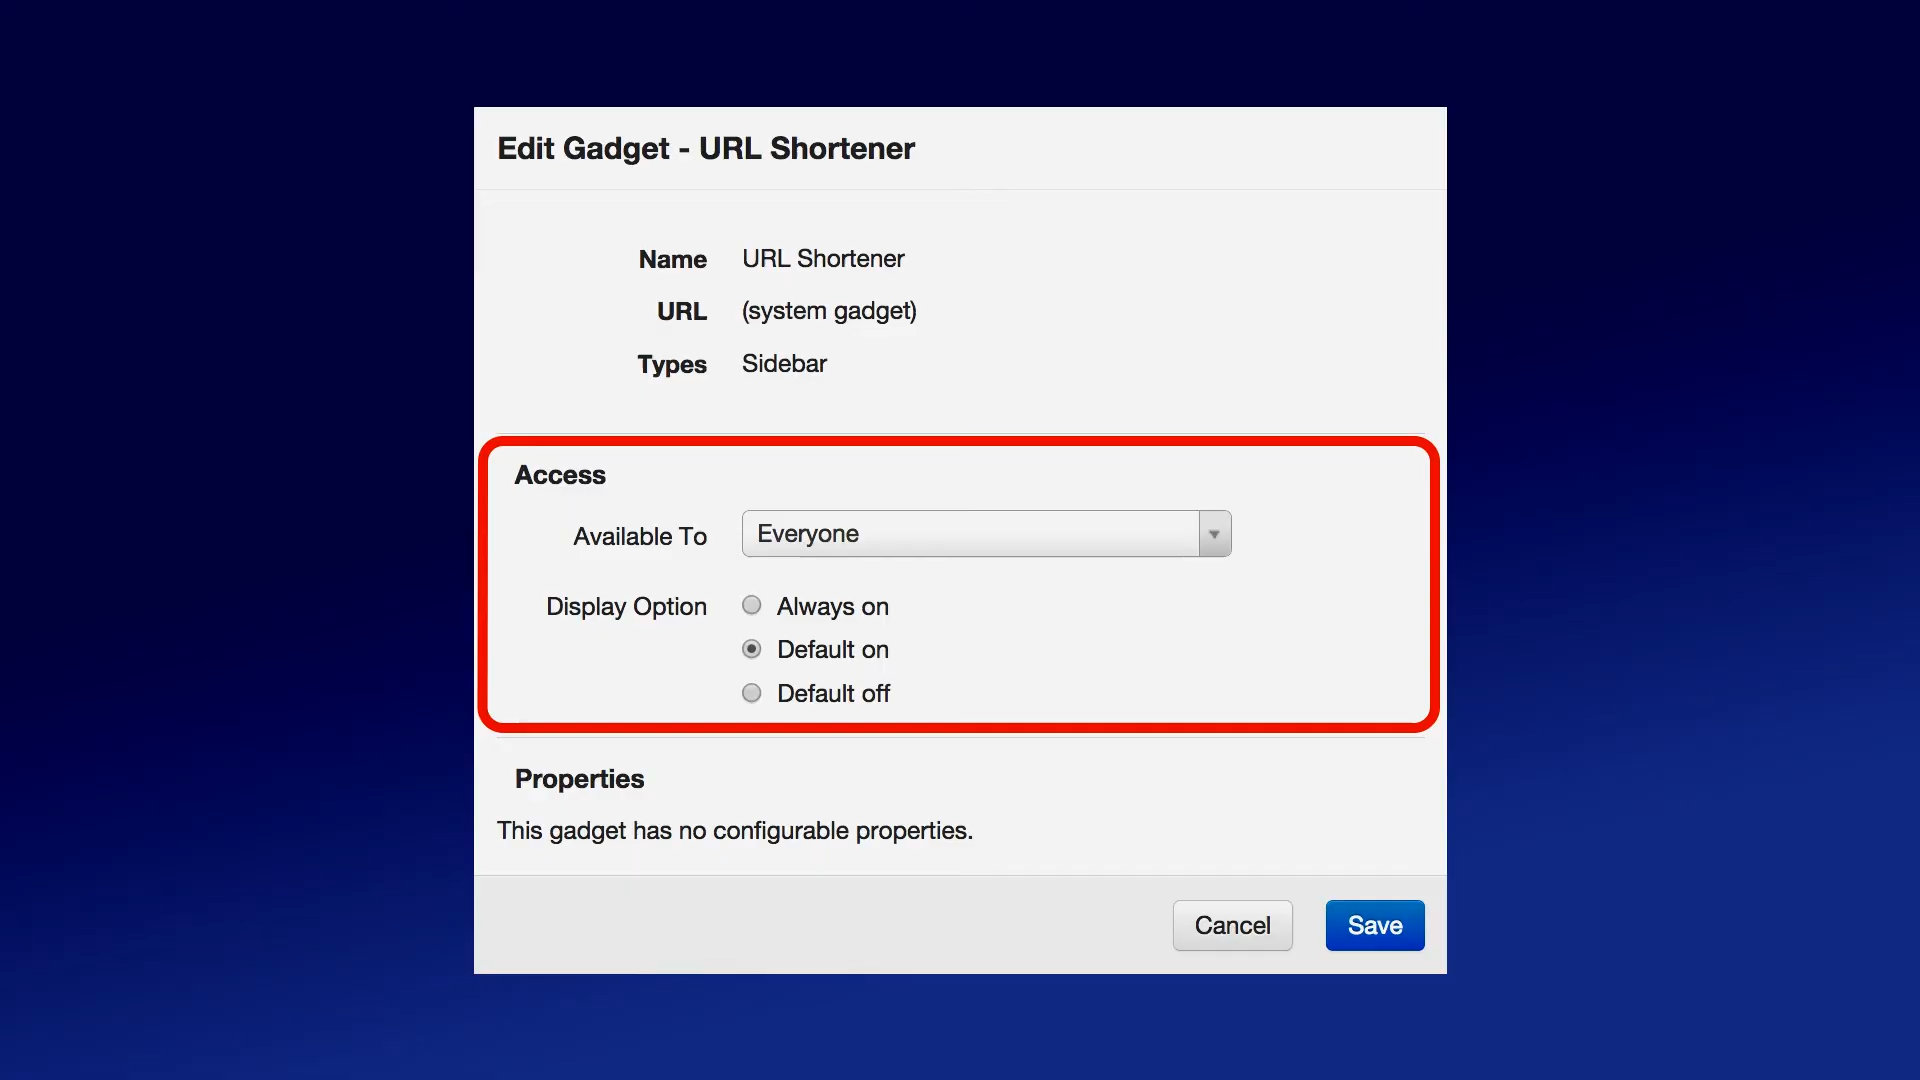 Edit Gadget - URL Shortener
Name URL Shortener
URL (system gadget)
Types Sidebar
Access
Available To Everyone
Display Option Always on
Default on
Default off
Properties
This gadget has no configurable properties.
Cancel Save